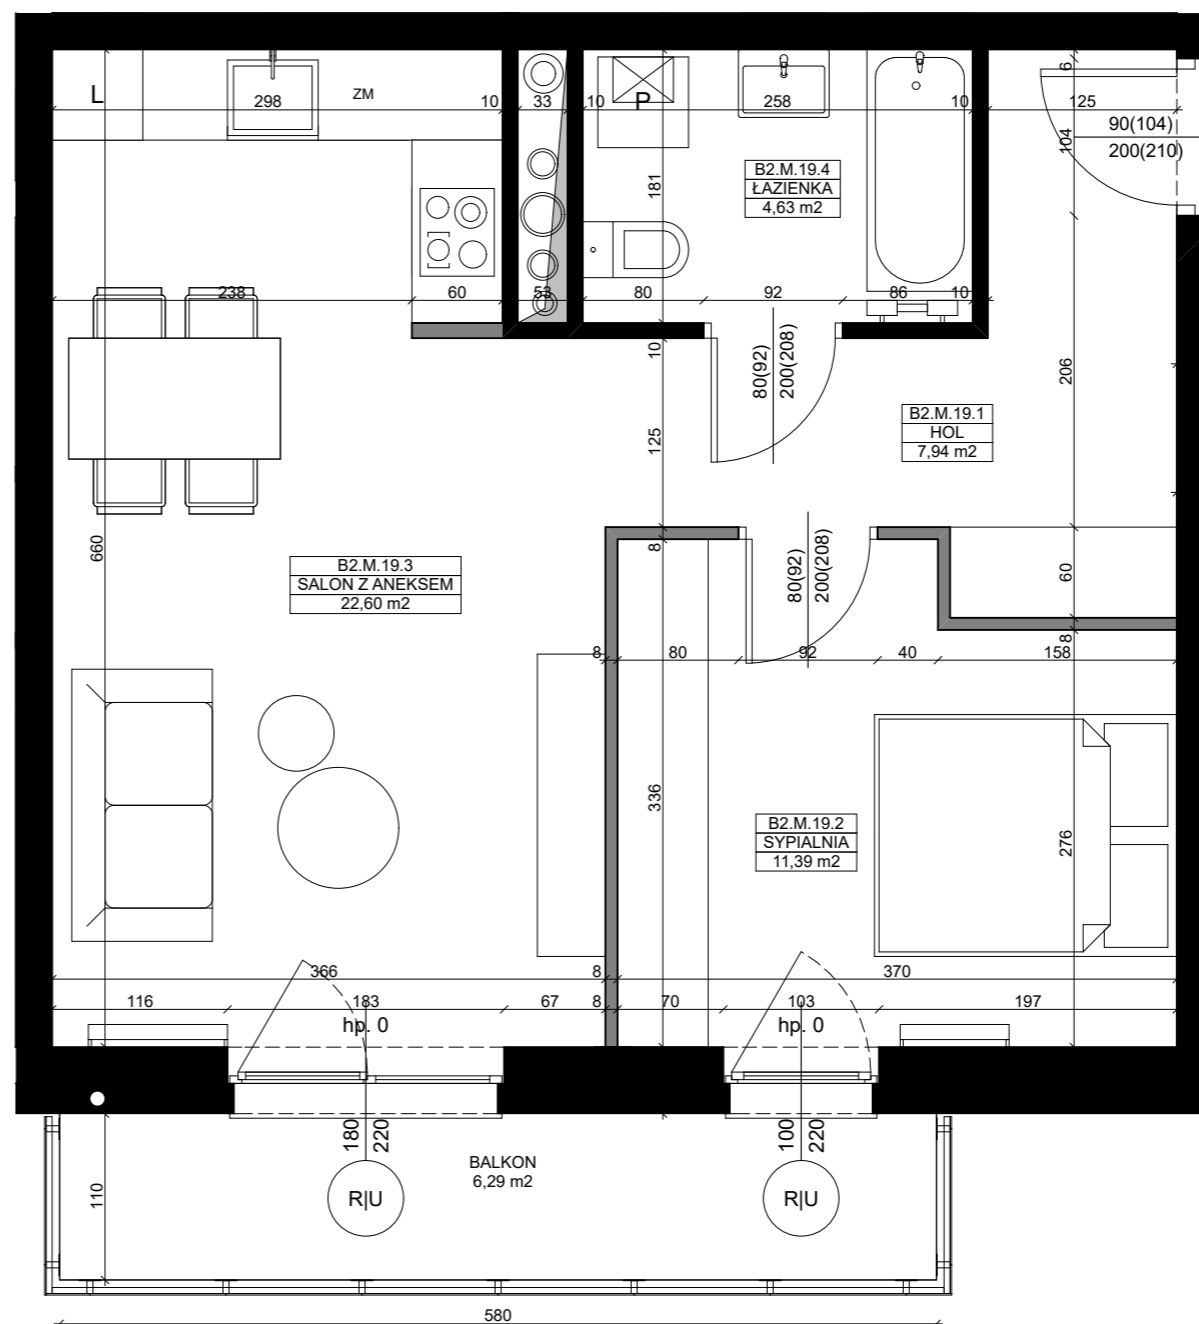 L
298
ZM
10
33
10
P
258
10
125
6
104
90(104)
200(210)
181
B2.M.19.4
ŁAZIENKA
4,63 m2
238
60
53
80
92
86
10
10
80(92)
200(208)
206
125
B2.M.19.1
HOL
7,94 m2
660
8
B2.M.19.3
SALON Z ANEKSEM
22,60 m2
80(92)
200(208)
60
8
8
80
92
40
158
336
B2.M.19.2
SYPIALNIA
11,39 m2
276
366
8
370
116
183
67
8
70
103
197
hp. 0
hp. 0
180
220
100
220
BALKON
6,29 m2
110
R|U
R|U
580